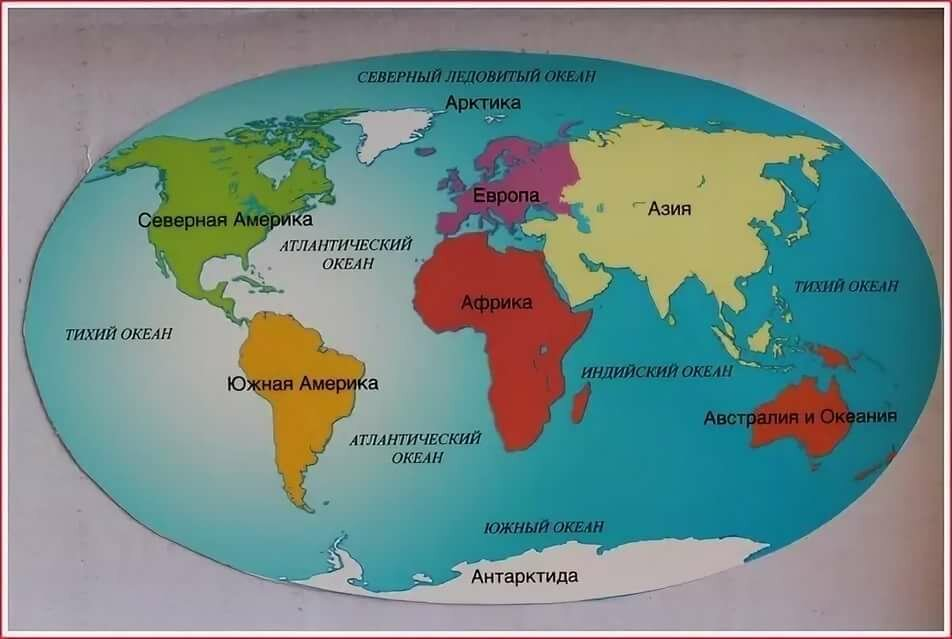 СЕВЕРНЫЙ ЛЕДОВИТЫЙ ОКЕАН
Арктика
Европа
Азия
Северная Америка
АТЛАНТИЧЕСКИЙ
ОКЕАН
ТИХИЙ ОКЕАН
Африка
ТИХИЙ ОКЕАН
ИНДИЙСКИЙ ОКЕАН
Южная Америка
Австралия и Океания
АТЛАНТИЧЕСКИЙ
ОКЕАН
ЮЖНЫЙ ОКЕАН
Антарктида